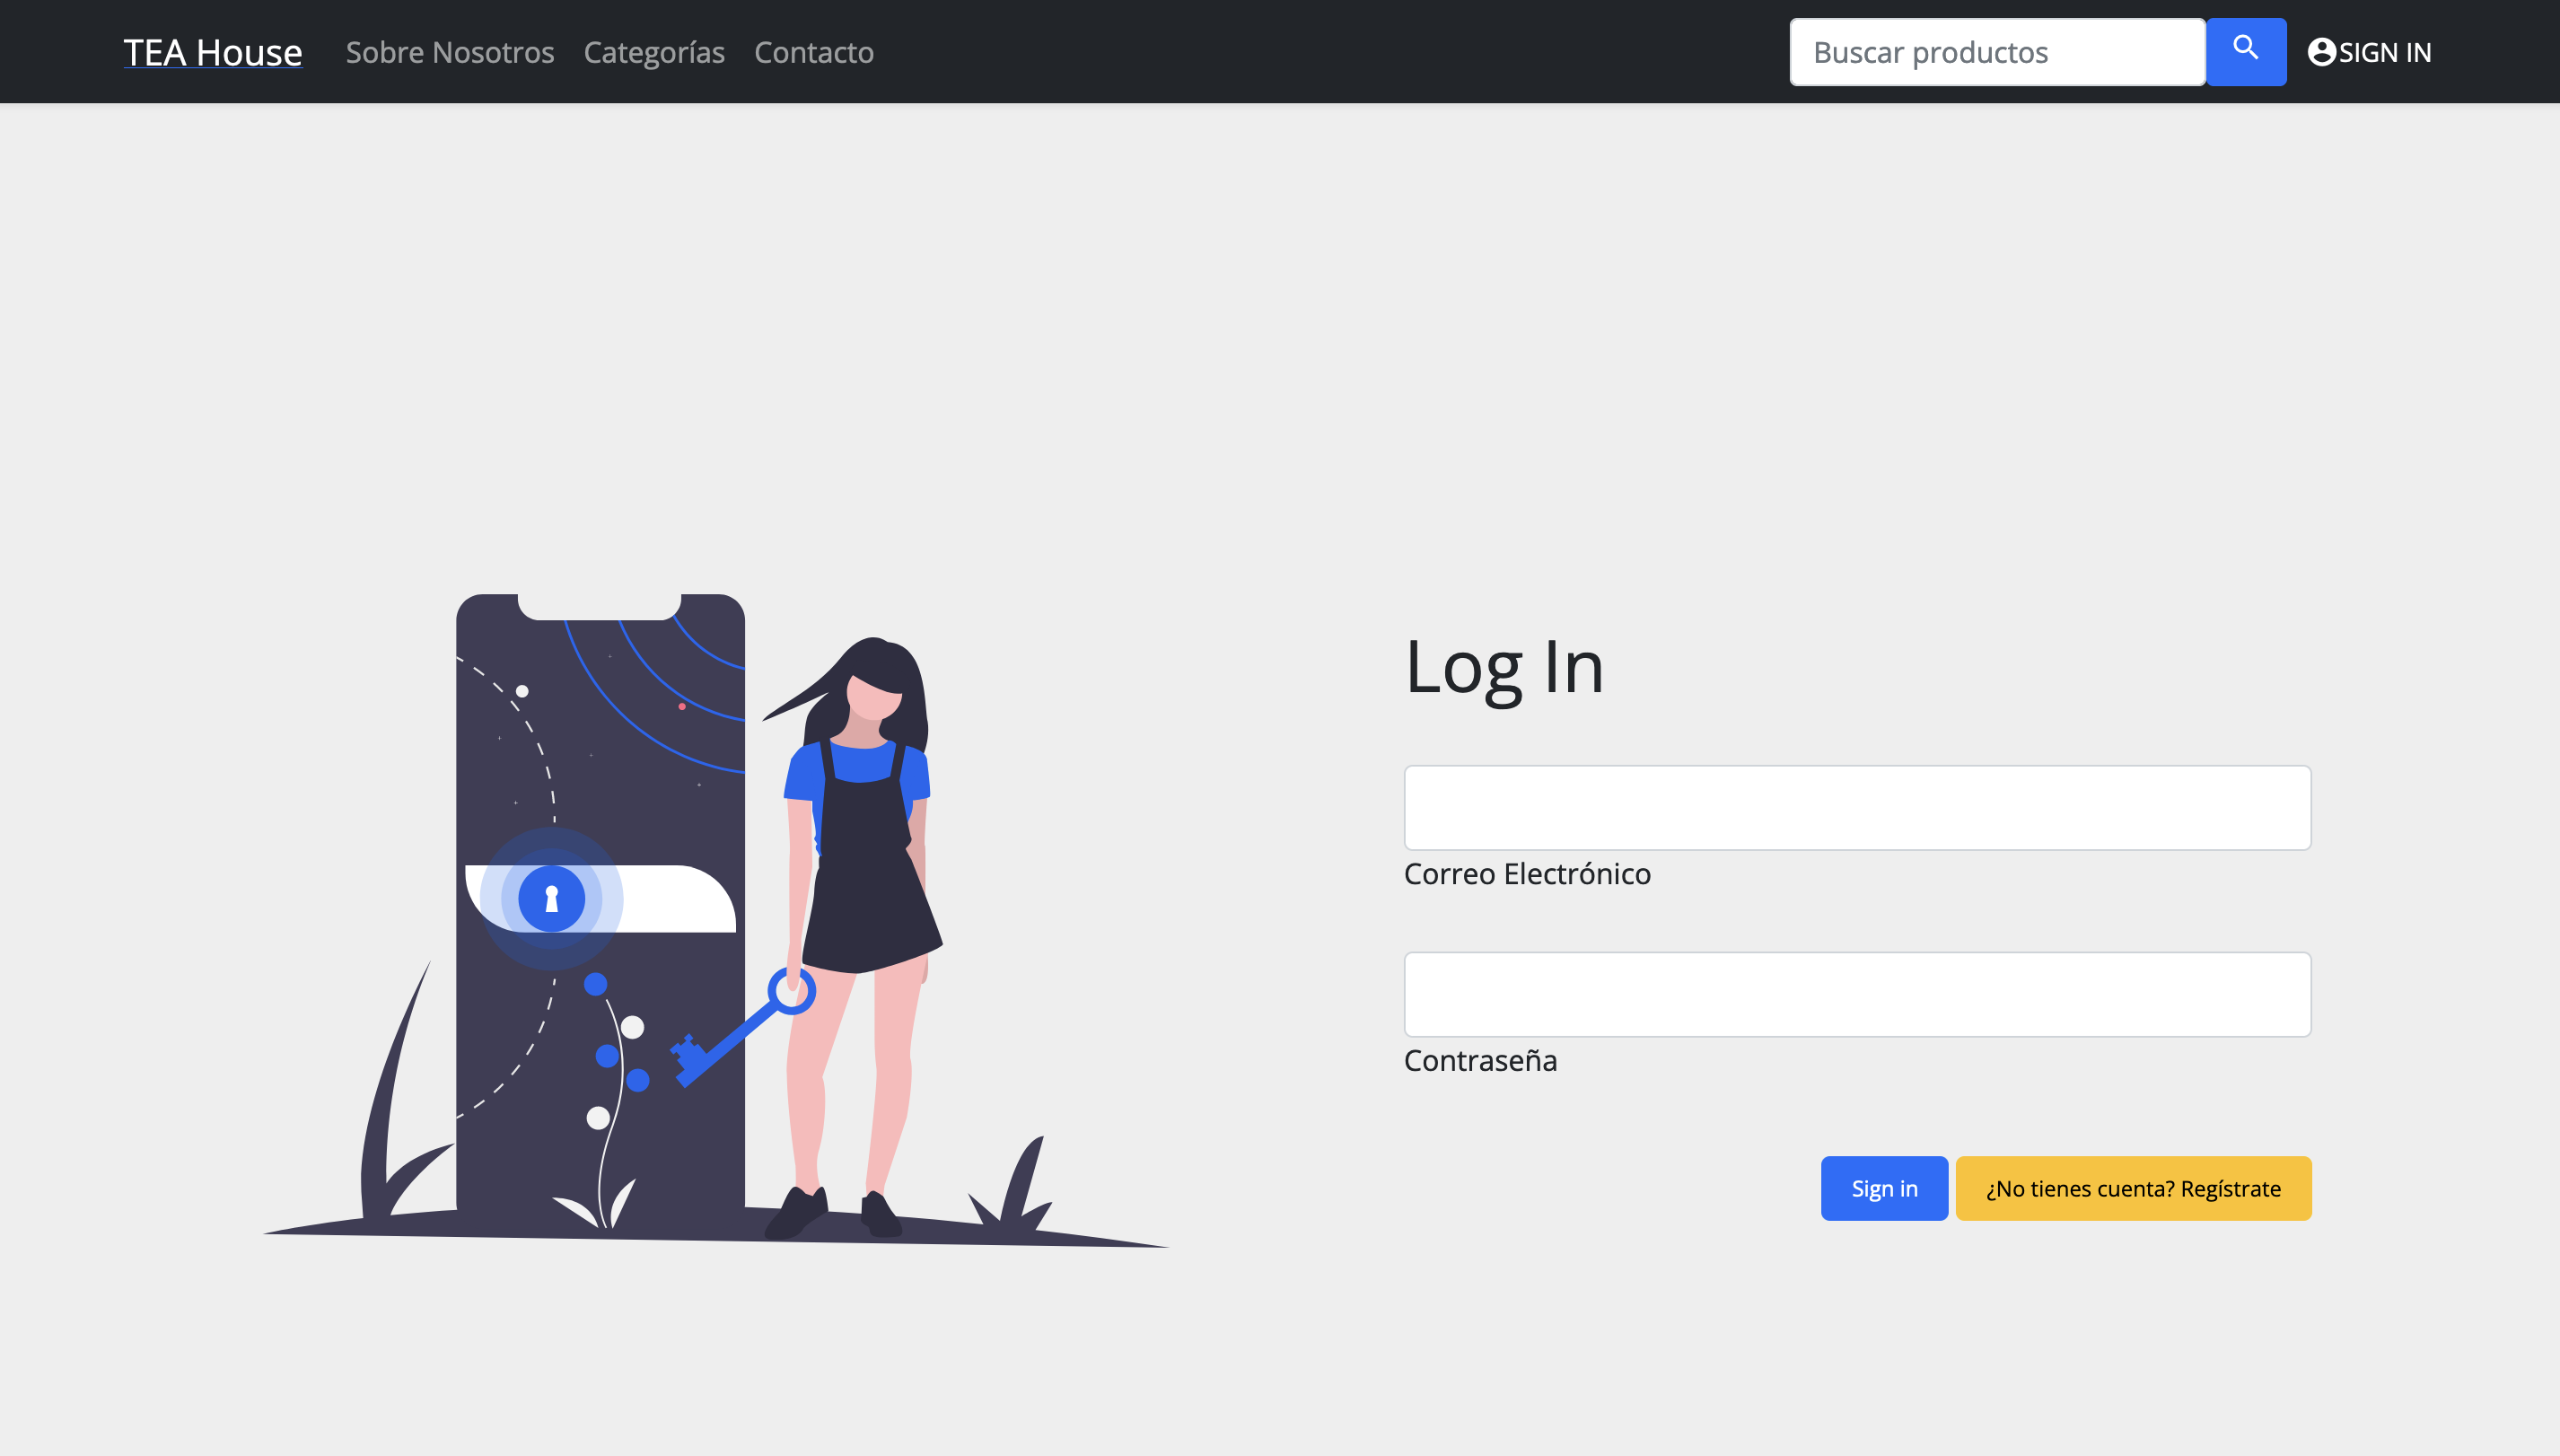 TEA House Sobre Nosotros Categorías Contacto Buscar productos SIGN IN
Log In
Correo Electrónico
Contraseña
Sign in ¿No tienes cuenta? Regístrate